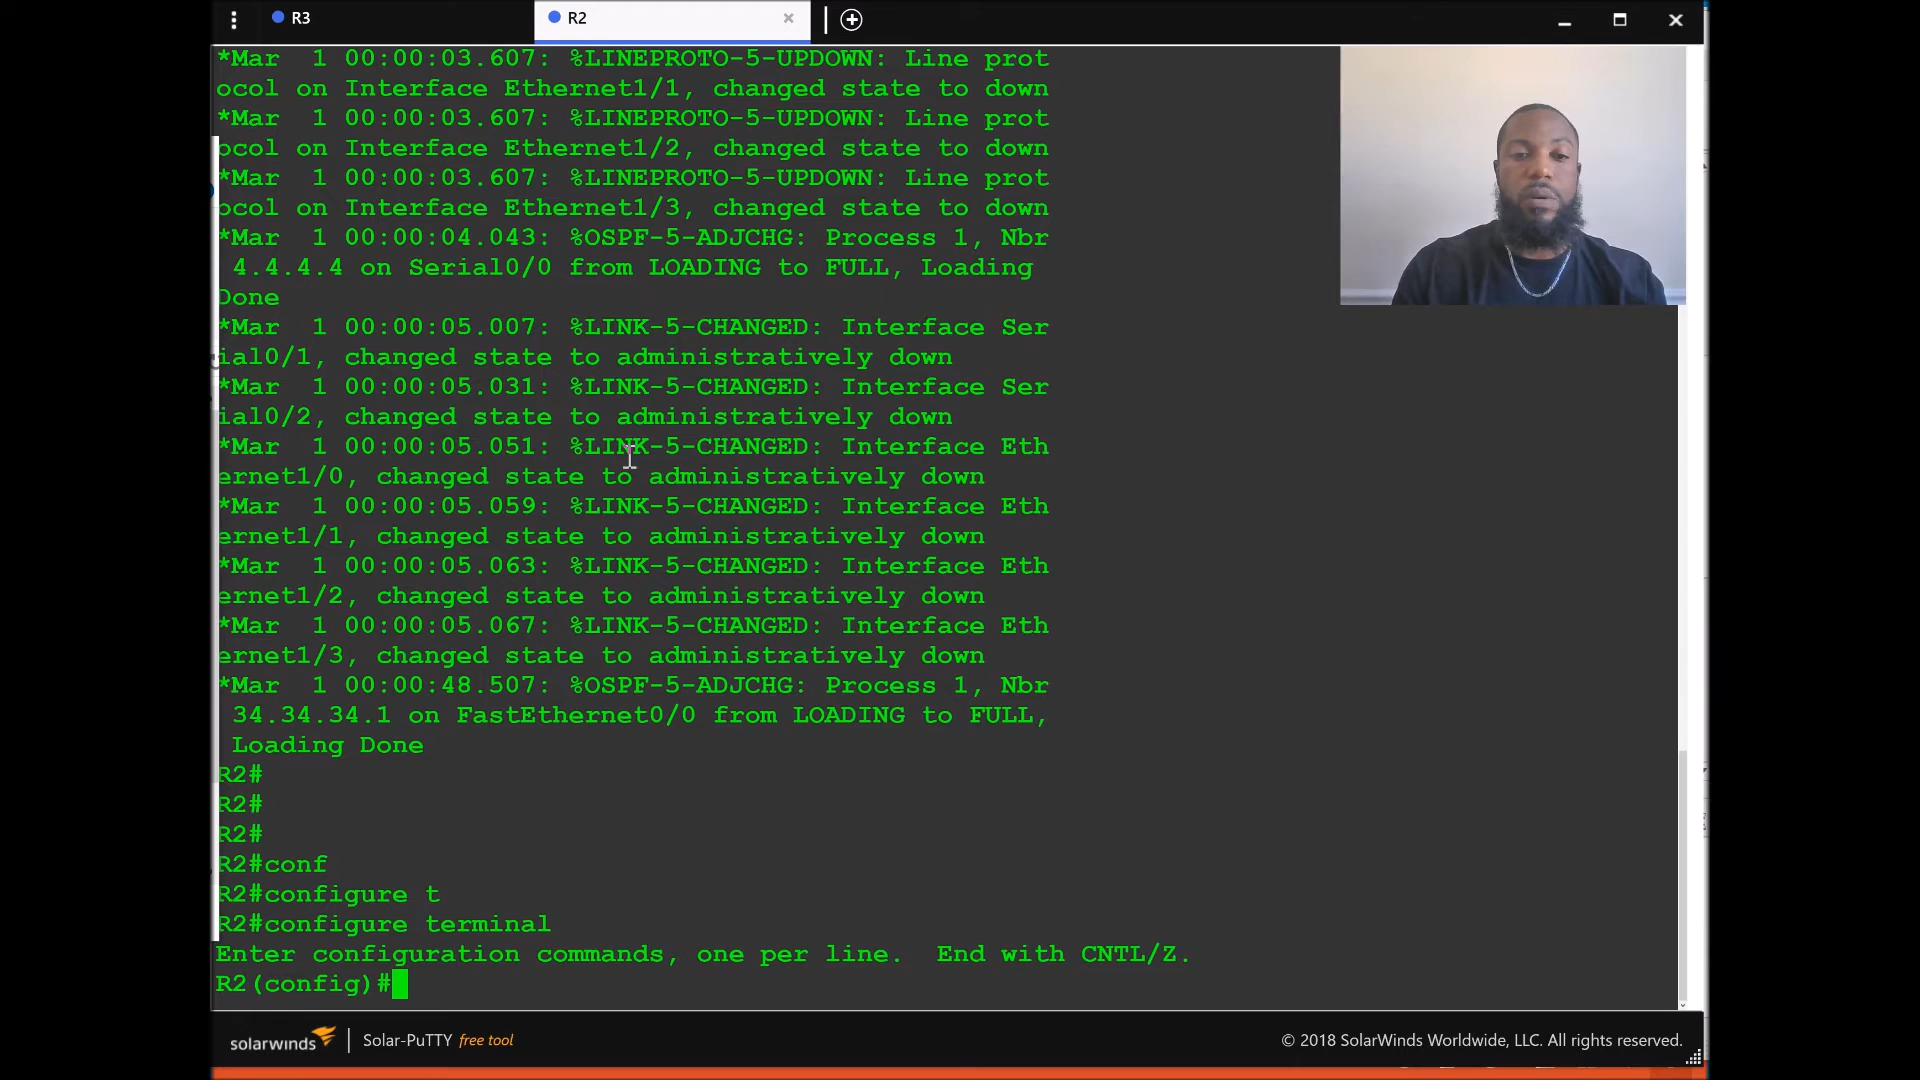 R3
R2
*Mar  1 00:00:03.607: %LINEPROTO-5-UPDOWN: Line prot
ocol on Interface Ethernet1/1, changed state to down
*Mar  1 00:00:03.607: %LINEPROTO-5-UPDOWN: Line prot
ocol on Interface Ethernet1/2, changed state to down
*Mar  1 00:00:03.607: %LINEPROTO-5-UPDOWN: Line prot
ocol on Interface Ethernet1/3, changed state to down
*Mar  1 00:00:04.043: %OSPF-5-ADJCHG: Process 1, Nbr
 4.4.4.4 on Serial0/0 from LOADING to FULL, Loading
Done
*Mar  1 00:00:05.007: %LINK-5-CHANGED: Interface Ser
ial0/1, changed state to administratively down
*Mar  1 00:00:05.031: %LINK-5-CHANGED: Interface Ser
ial0/2, changed state to administratively down
*Mar  1 00:00:05.051: %LINK-5-CHANGED: Interface Eth
ernet1/0, changed state to administratively down
*Mar  1 00:00:05.059: %LINK-5-CHANGED: Interface Eth
ernet1/1, changed state to administratively down
*Mar  1 00:00:05.063: %LINK-5-CHANGED: Interface Eth
ernet1/2, changed state to administratively down
*Mar  1 00:00:05.067: %LINK-5-CHANGED: Interface Eth
ernet1/3, changed state to administratively down
*Mar  1 00:00:48.507: %OSPF-5-ADJCHG: Process 1, Nbr
 34.34.34.1 on FastEthernet0/0 from LOADING to FULL,
 Loading Done
R2#
R2#
R2#
R2#conf
R2#configure t
R2#configure terminal
Enter configuration commands, one per line.  End with CNTL/Z.
R2(config)#
solarwinds | Solar-PuTTY free tool
© 2018 SolarWinds Worldwide, LLC. All rights reserved.